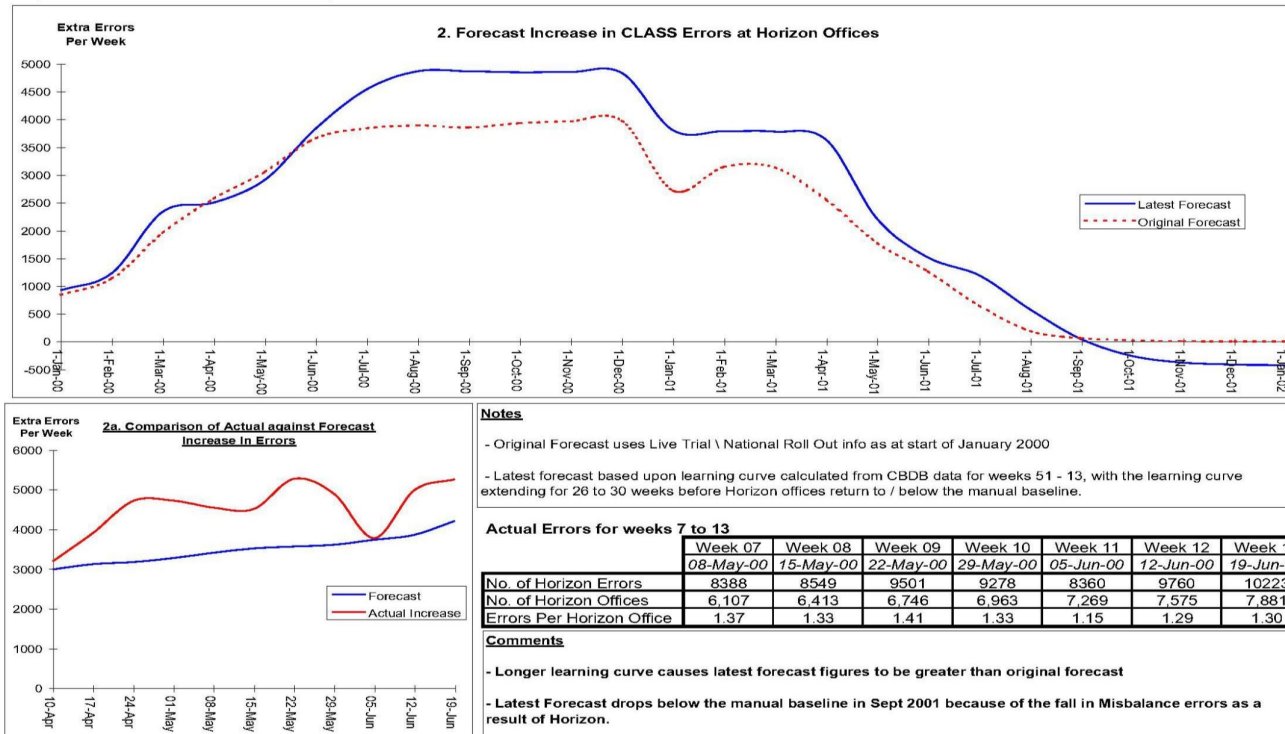 Extra Errors
Per Week
2. Forecast Increase in CLASS Errors at Horizon Offices
5000
4500
4000
3500
3000
2500
2000
1500
1000
500
0
-500
1-Jan-00
1-Feb-00
1-Mar-00
1-Apr-00
1-May-00
1-Jun-00
1-Jul-00
1-Aug-00
1-Sep-00
1-Oct-00
1-Nov-00
1-Dec-00
1-Jan-01
1-Feb-01
1-Mar-01
1-Apr-01
1-May-01
1-Jun-01
1-Jul-01
1-Aug-01
1-Sep-01
1-Oct-01
1-Nov-01
1-Dec-01
1-Jan-02
Latest Forecast
Original Forecast
Extra Errors
Per Week
2a. Comparison of Actual against Forecast
Increase In Errors
6000
5000
4000
3000
2000
1000
0
10-Apr
17-Apr
24-Apr
01-May
08-May
15-May
22-May
29-May
05-Jun
12-Jun
19-Jun
Forecast
Actual Increase
Notes
- Original Forecast uses Live Trial \ National Roll Out info as at start of January 2000
- Latest forecast based upon learning curve calculated from CBDB data for weeks 51 - 13, with the learning curve
extending for 26 to 30 weeks before Horizon offices return to / below the manual baseline.
Actual Errors for weeks 7 to 13
Week 07 Week 08 Week 09 Week 10 Week 11 Week 12 Week 1
08-May-00 15-May-00 22-May-00 29-May-00 05-Jun-00 12-Jun-00 19-Jun-
No. of Horizon Errors 8388 8549 9501 9278 8360 9760 10223
No. of Horizon Offices 6,107 6,413 6,746 6,963 7,269 7,575 7,881
Errors Per Horizon Office 1.37 1.33 1.41 1.33 1.15 1.29 1.30
Comments
- Longer learning curve causes latest forecast figures to be greater than original forecast
- Latest Forecast drops below the manual baseline in Sept 2001 because of the fall in Misbalance errors as a
result of Horizon.